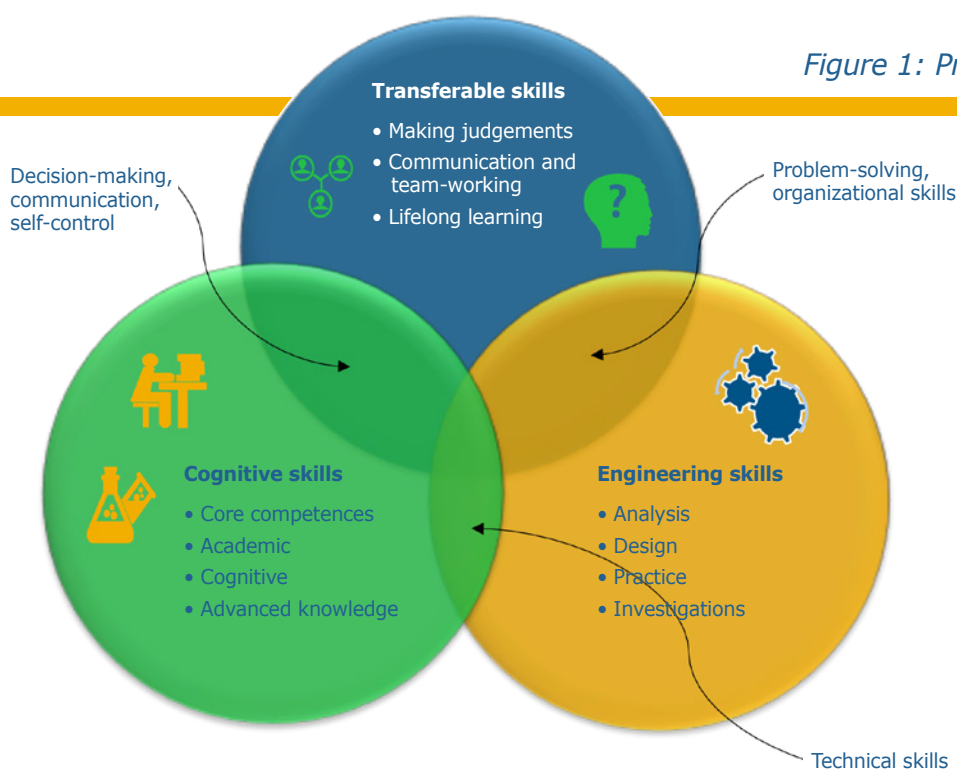 Figure 1: Pr
Transferable skills
• Making judgements
• Communication and
team-working
• Lifelong learning
?
Decision-making,
communication,
self-control
Problem-solving,
organizational skills
Cognitive skills
• Core competences
• Academic
• Cognitive
• Advanced knowledge
Engineering skills
• Analysis
• Design
• Practice
• Investigations
Technical skills